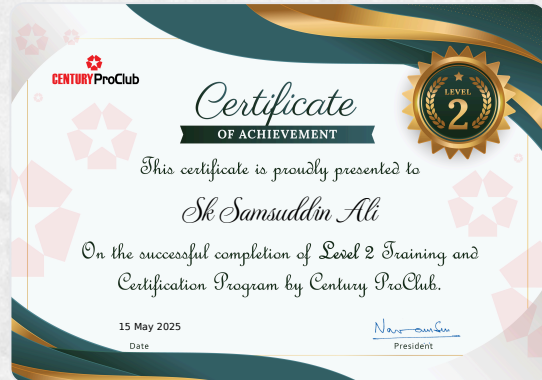 CENTURY ProClub
LEVEL
2
Certificate
OF ACHIEVEMENT
This certificate is proudly presented to
Sk Samsuddin Ali
On the successful completion of Level 2 Training and
Certification Program by Century ProClub.
15 May 2025
Date
President